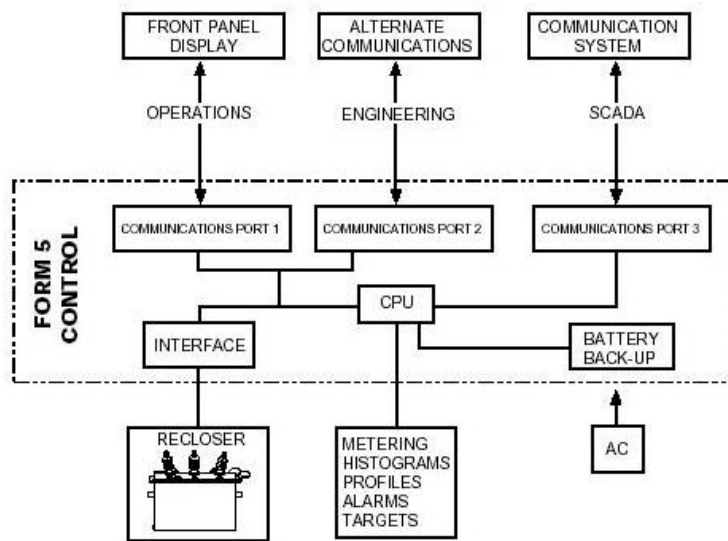 FRONT PANEL
DISPLAY
ALTERNATE
COMMUNICATIONS
COMMUNICATION
SYSTEM
OPERATIONS
ENGINEERING
SCADA
FORM 5
CONTROL
COMMUNICATIONS PORT 1
COMMUNICATIONS PORT 2
COMMUNICATIONS PORT 3
CPU
INTERFACE
BATTERY
BACK-UP
RECLOSER
METERING
HISTOGRAMS
PROFILES
ALARMS
TARGETS
AC